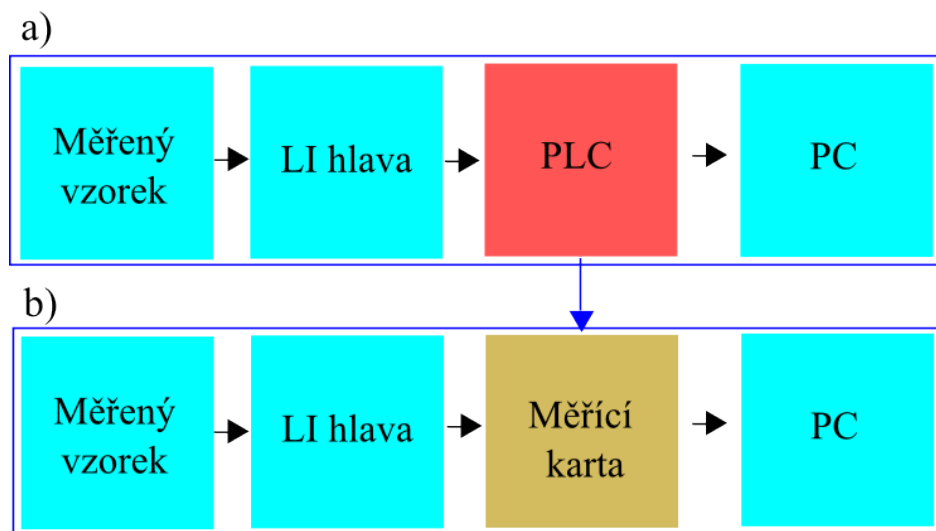 a)
Měřený
vzorek
LI hlava
PLC
PC
b)
Měřený
vzorek
LI hlava
Měřící
karta
PC